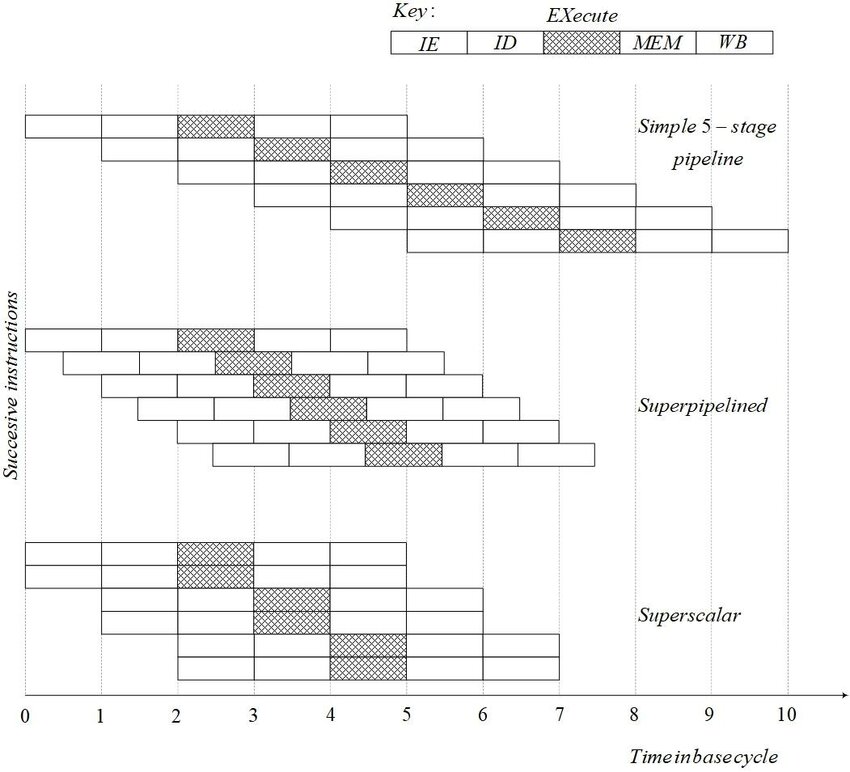 Key :
EXecute
IE ID MEM WB
Simple 5 – stage
pipeline
Succesive instructions
Superpipelined
Superscalar
0 1 2 3 4 5 6 7 8 9 10
Timeinbasecycle